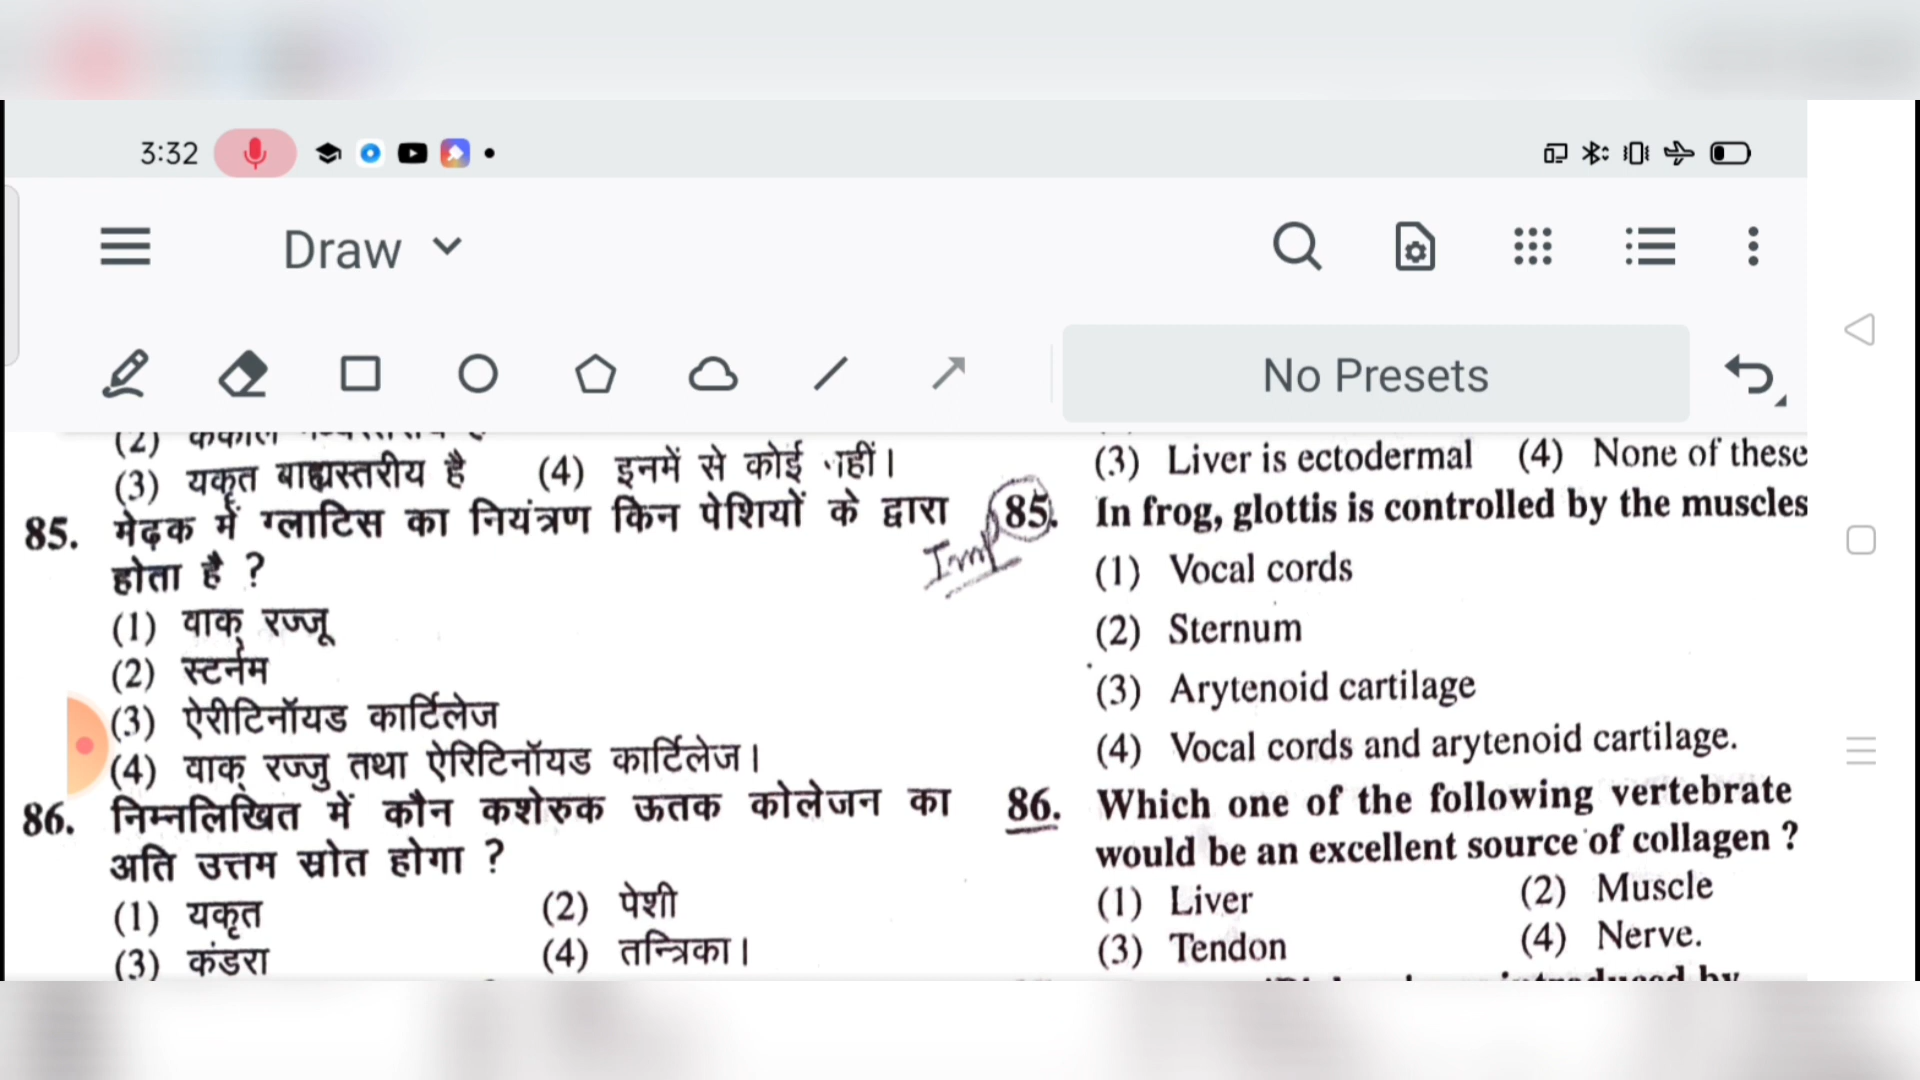 3:32
Draw
No Presets
(3) यकृत बाह्यस्तरीय है (4) इनमें से कोई नहीं।
85. मेढ़क में ग्लाटिस का नियंत्रण किन पेशियों के द्वारा
होता है ?
(1) वाक् रज्जू
(2) स्टर्नम
(3) ऐरीटिनॉयड कार्टिलेज
(4) वाक् रज्जु तथा ऐरिटिनॉयड कार्टिलेज।
86. निम्नलिखित में कौन कशेरुक ऊतक कोलेजन का
अति उत्तम स्रोत होगा ?
(1) यकृत (2) पेशी
(3) कंडरा (4) तन्त्रिका।
(3) Liver is ectodermal (4) None of these
Imp
85. In frog, glottis is controlled by the muscles
(1) Vocal cords
(2) Sternum
(3) Arytenoid cartilage
(4) Vocal cords and arytenoid cartilage.
86. Which one of the following vertebrate
would be an excellent source of collagen ?
(1) Liver (2) Muscle
(3) Tendon (4) Nerve.